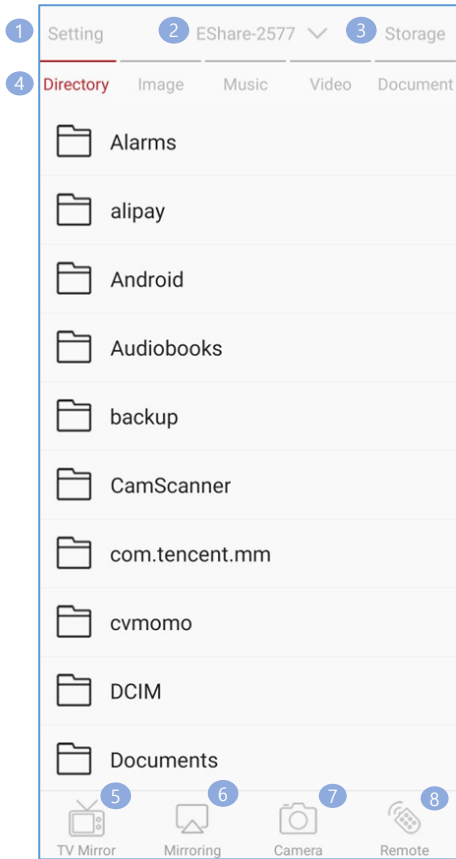 1 Setting 2 EShare-2577 3 Storage
4 Directory Image Music Video Document
Alarms
alipay
Android
Audiobooks
backup
CamScanner
com.tencent.mm
cvmomo
DCIM
Documents
5 6 7 8
TV Mirror Mirroring Camera Remote